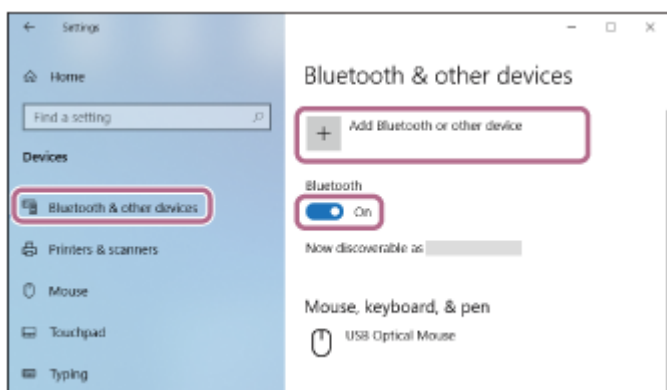 Settings
Home
Find a setting
Devices
Bluetooth & other devices
Printers & scanners
Mouse
Touchpad
Typing
Bluetooth & other devices
Add Bluetooth or other device
Bluetooth
On
Now discoverable as
Mouse, keyboard, & pen
USB Optical Mouse